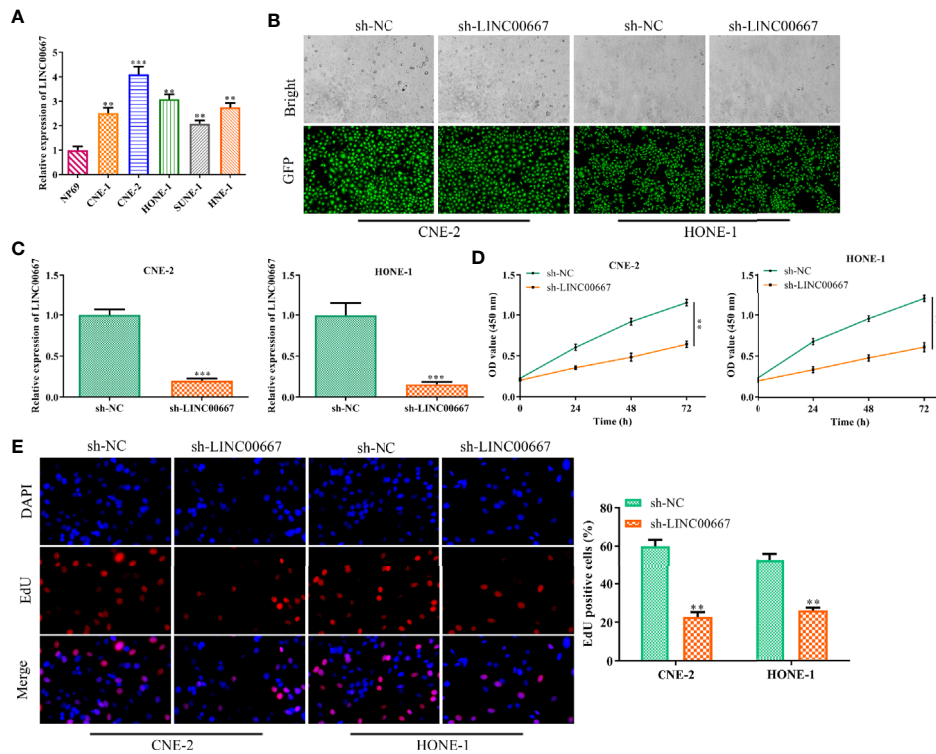 A
Relative expression of LINC00667
5
4
3
2
1
0
**
***
**
**
**
NP69
CNE-1
CNE-2
HONE-1
SUNE-1
HNE-1
B
sh-NC
sh-LINC00667
sh-NC
sh-LINC00667
Bright
GFP
CNE-2
HONE-1
C
CNE-2
Relative expression of LINC00667
1.5
1.0
0.5
0.0
***
sh-NC
sh-LINC00667
HONE-1
Relative expression of LINC00667
1.5
1.0
0.5
0.0
***
sh-NC
sh-LINC00667
D
CNE-2
sh-NC
sh-LINC00667
OD value (450 nm)
1.5
1.0
0.5
0.0
**
0
24
48
72
Time (h)
HONE-1
sh-NC
sh-LINC00667
OD value (450 nm)
1.5
1.0
0.5
0.0
0
24
48
72
Time (h)
E
sh-NC
sh-LINC00667
sh-NC
sh-LINC00667
DAPI
EdU
Merge
CNE-2
HONE-1
sh-NC
sh-LINC00667
EdU positive cells (%)
80
60
40
20
0
**
**
CNE-2
HONE-1